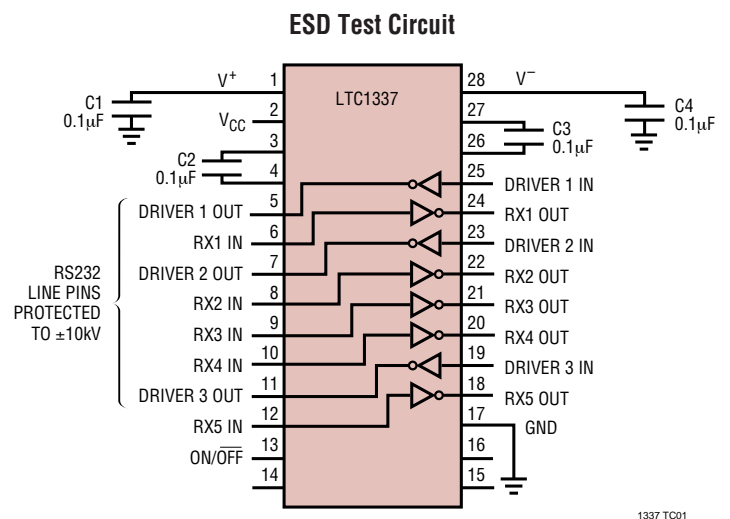 ESD Test Circuit
LTC1337
V+ 1
28 V−
C1
0.1µF
2
VCC
27
3
26
C2
0.1µF
C3
0.1µF
C4
0.1µF
4
25
DRIVER 1 IN
DRIVER 1 OUT 5
24 RX1 OUT
RX1 IN 6
23 DRIVER 2 IN
DRIVER 2 OUT 7
22 RX2 OUT
RX2 IN 8
21 RX3 OUT
RX3 IN 9
20 RX4 OUT
RX4 IN 10
19 DRIVER 3 IN
DRIVER 3 OUT 11
18 RX5 OUT
RX5 IN 12
17 GND
ON/OFF 13
16
14
15
RS232
LINE PINS
PROTECTED
TO ±10kV
1337 TC01